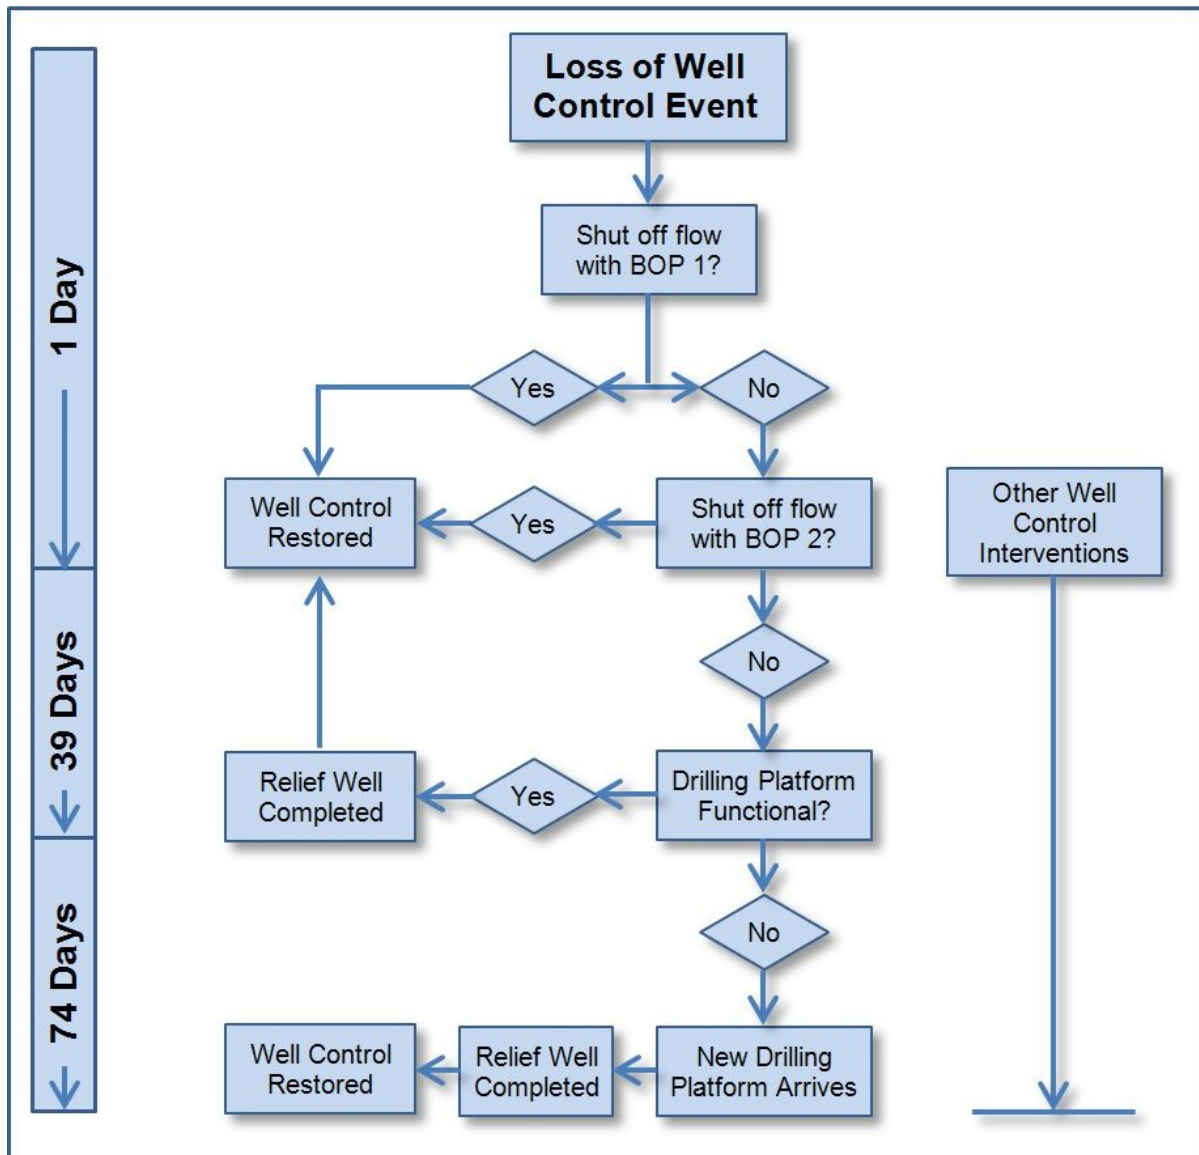 Loss of Well
Control Event
Shut off flow
with BOP 1?
1 Day
Yes
No
Well Control
Restored
Yes
Shut off flow
with BOP 2?
Other Well
Control
Interventions
No
39 Days
Relief Well
Completed
Yes
Drilling Platform
Functional?
No
74 Days
Well Control
Restored
Relief Well
Completed
New Drilling
Platform Arrives